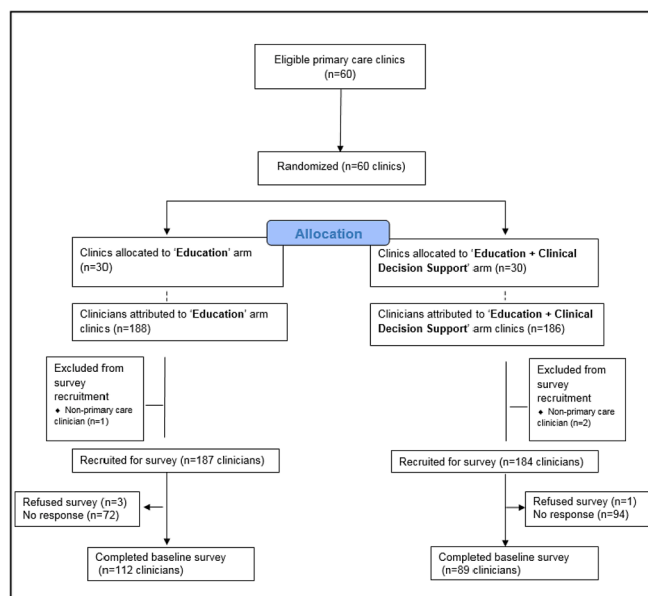 Eligible primary care clinics
(n=60)
Randomized (n=60 clinics)
Allocation
Clinics allocated to 'Education' arm
(n=30)
Clinics allocated to 'Education + Clinical
Decision Support' arm (n=30)
Clinicians attributed to 'Education' arm
clinics (n=188)
Clinicians attributed to 'Education + Clinical
Decision Support' arm clinics (n=186)
Excluded from
survey
recruitment
♦ Non-primary care
clinician (n=1)
Excluded from
survey
recruitment
♦ Non-primary care
clinician (n=2)
Recruited for survey (n=187 clinicians)
Recruited for survey (n=184 clinicians)
Refused survey (n=3)
No response (n=72)
Refused survey (n=1)
No response (n=94)
Completed baseline survey
(n=112 clinicians)
Completed baseline survey
(n=89 clinicians)